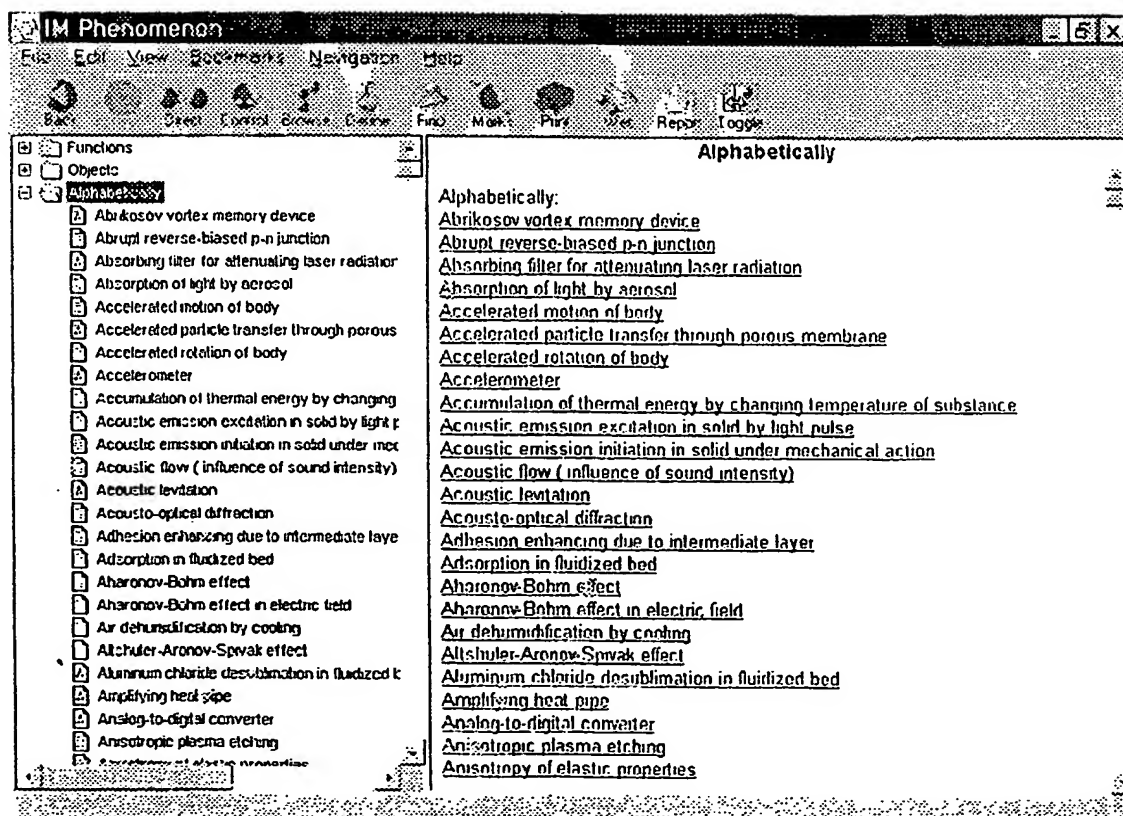 IM Phenomenon
File Edit View Bookmarks Navigation Help
Back Direct Control Browse Find Marks Print Report Toggle
Functions
Objects
Alphabetically
Abrikosov vortex memory device
Abrupt reverse-biased p-n junction
Absorbing filter for attenuating laser radiation
Absorption of light by aerosol
Accelerated motion of body
Accelerated particle transfer through porous
Accelerated rotation of body
Accelerometer
Accumulation of thermal energy by changing
Acoustic emission excitation in solid by light p
Acoustic emission initiation in solid under mec
Acoustic flow ( influence of sound intensity)
Acoustic levitation
Acousto-optical diffraction
Adhesion enhancing due to intermediate laye
Adsorption in fluidized bed
Aharonov-Bohm effect
Aharonov-Bohm effect in electric field
Air dehumidification by cooling
Altshuler-Aronov-Spivak effect
Aluminum chloride desublimation in fluidized b
Amplifying heat pipe
Analog-to-digital converter
Anisotropic plasma etching
Anisotropy of elastic properties
Alphabetically
Alphabetically:
Abrikosov vortex memory device
Abrupt reverse-biased p-n junction
Absorbing filter for attenuating laser radiation
Absorption of light by aerosol
Accelerated motion of body
Accelerated particle transfer through porous membrane
Accelerated rotation of body
Accelerometer
Accumulation of thermal energy by changing temperature of substance
Acoustic emission excitation in solid by light pulse
Acoustic emission initiation in solid under mechanical action
Acoustic flow ( influence of sound intensity)
Acoustic levitation
Acousto-optical diffraction
Adhesion enhancing due to intermediate layer
Adsorption in fluidized bed
Aharonov-Bohm effect
Aharonov-Bohm effect in electric field
Air dehumidification by cooling
Altshuler-Aronov-Spivak effect
Aluminum chloride desublimation in fluidized bed
Amplifying heat pipe
Analog-to-digital converter
Anisotropic plasma etching
Anisotropy of elastic properties